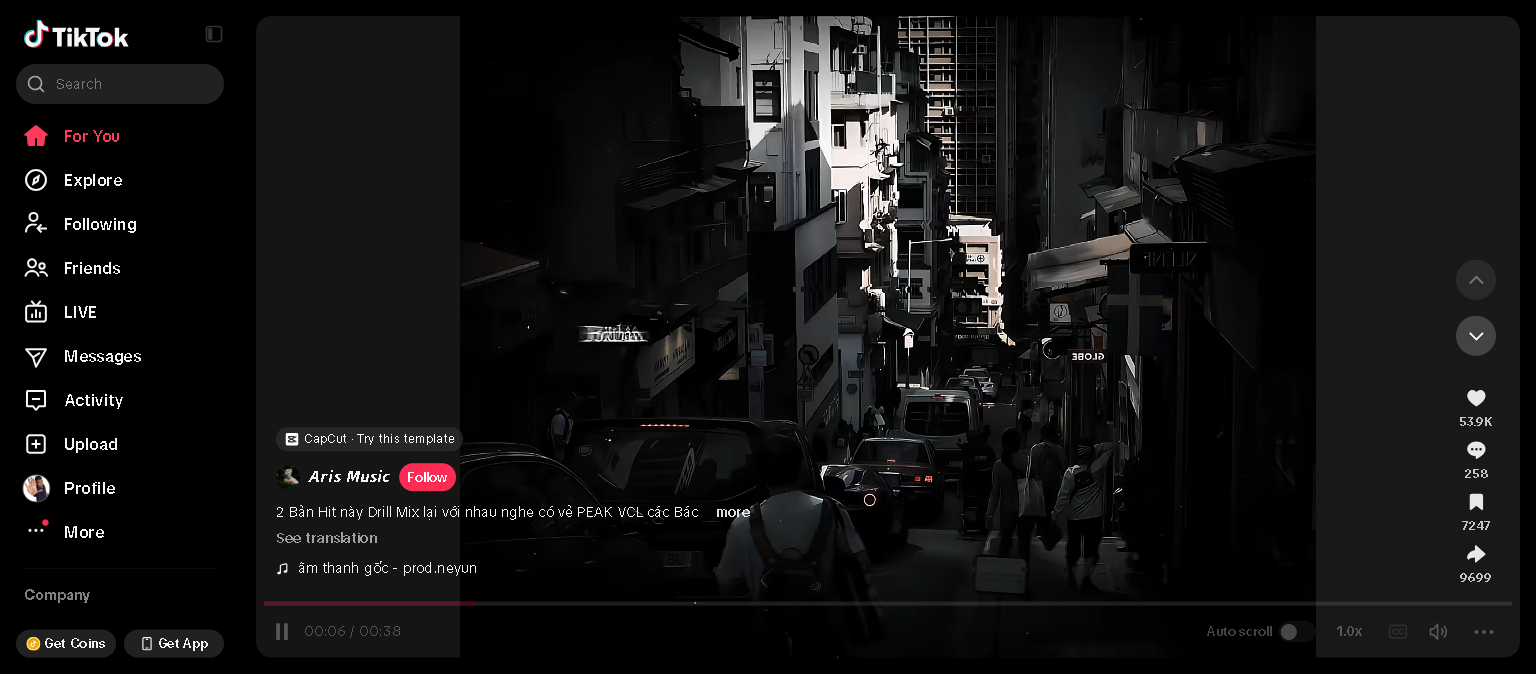 TikTok
Search
For You
Explore
Following
Friends
LIVE
Messages
Activity
Upload
Profile
More
Company
Get Coins
Get App
GLOBE
CapCut · Try this template
Aris Music
Follow
2 Bản Hit này Drill Mix lại với nhau nghe có vẻ PEAK VCL các Bác more
See translation
âm thanh gốc - prod.neyun
00:06 / 00:38
53.9K
258
7247
9699
Auto scroll
1.0x
CC